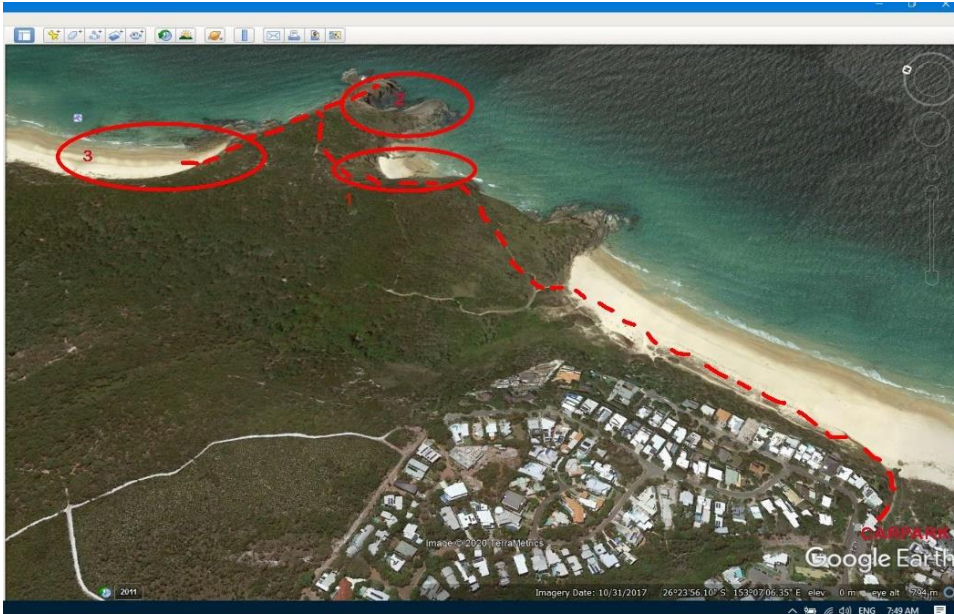 2
3
1
CARPARK
Google Earth
Image © 2020 TerraMetrics
2011
Imagery Date: 10/31/2017 26°23'56.10" S 153°07'06.35" E elev 0 m eye alt 794 m
ENG 7:49 AM